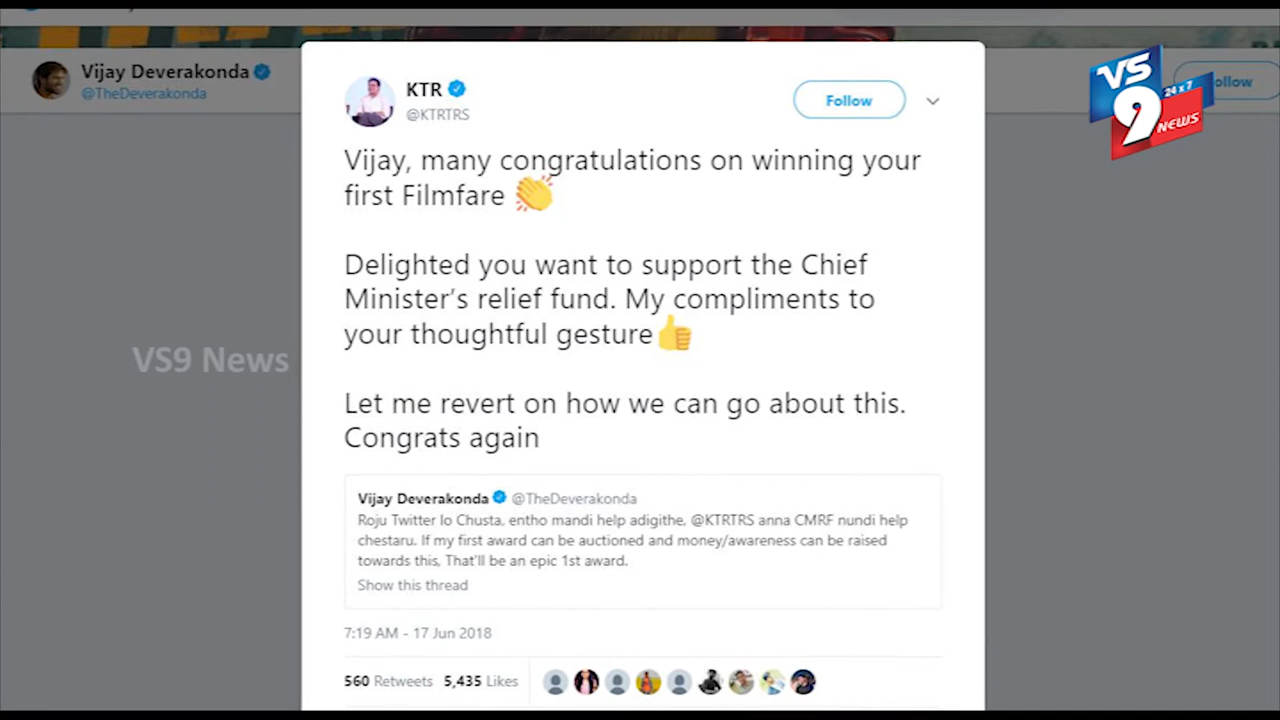 Vijay Deverakonda
@TheDeverakonda
KTR
@KTRTRS
Follow
VS
9
24 x 7
NEWS
Vijay, many congratulations on winning your
first Filmfare 👏
Delighted you want to support the Chief
Minister’s relief fund. My compliments to
your thoughtful gesture👍
VS9 News
Let me revert on how we can go about this.
Congrats again
Vijay Deverakonda @TheDeverakonda
Roju Twitter lo Chusta, entho mandi help adigithe, @KTRTRS anna CMRF nundi help
chestaru. If my first award can be auctioned and money/awareness can be raised
towards this, That'll be an epic 1st award.
Show this thread
7:19 AM - 17 Jun 2018
560 Retweets 5,435 Likes